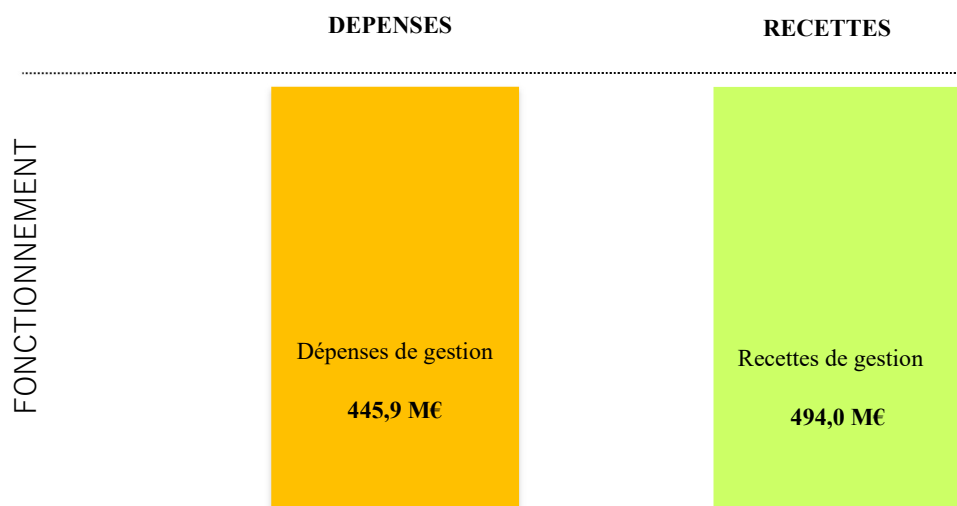 DEPENSES
RECETTES
FONCTIONNEMENT
Dépenses de gestion
445,9 M€
Recettes de gestion
494,0 M€